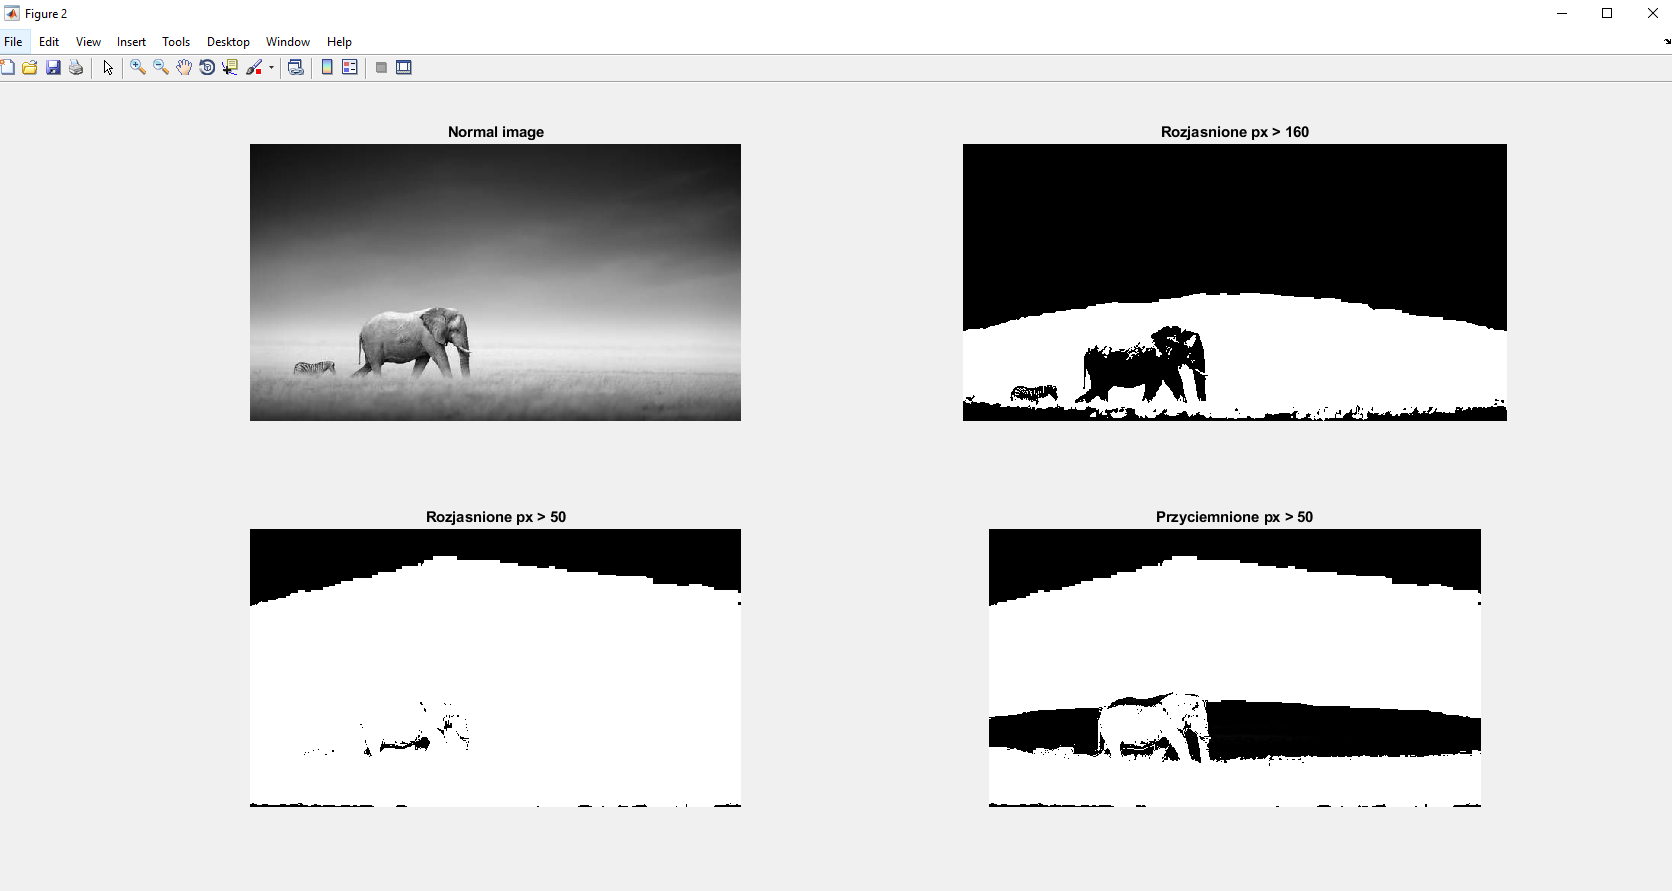 Figure 2
File Edit View Insert Tools Desktop Window Help
Normal image
Rozjasnione px > 160
Rozjasnione px > 50
Przyciemnione px > 50